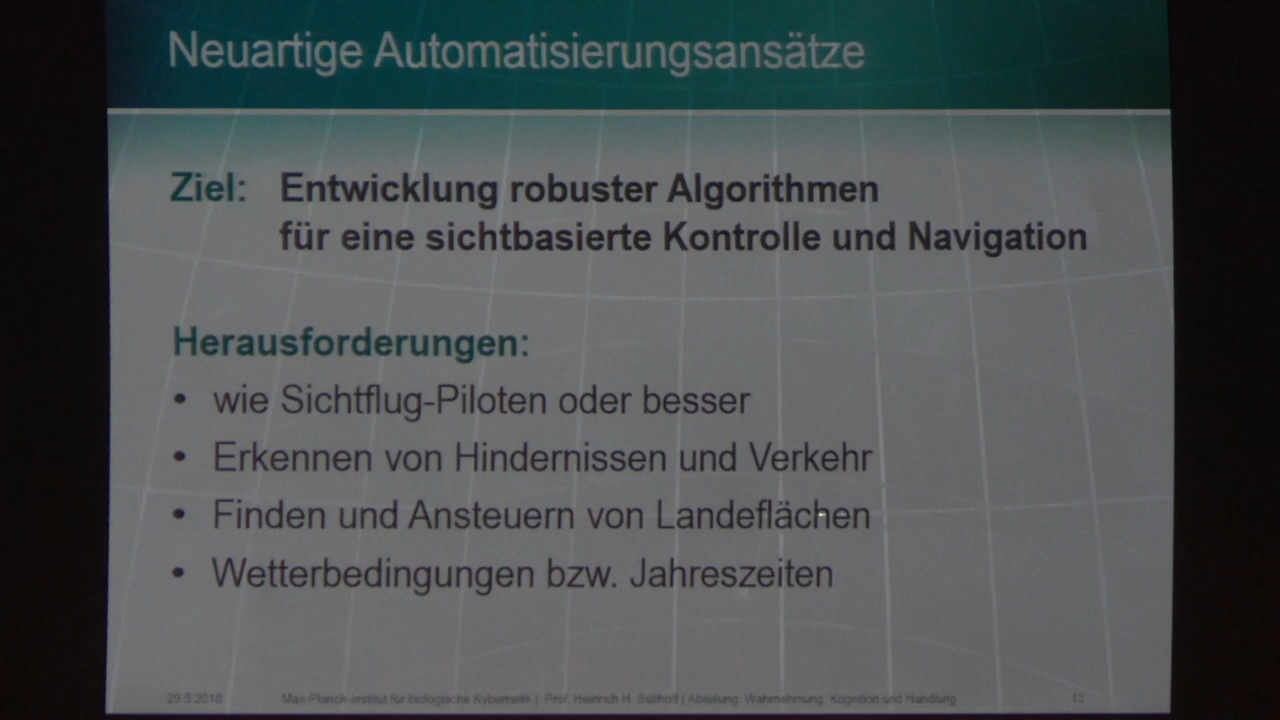 Neuartige Automatisierungsansätze
Ziel: Entwicklung robuster Algorithmen
für eine sichtbasierte Kontrolle und Navigation
Herausforderungen:
• wie Sichtflug-Piloten oder besser
• Erkennen von Hindernissen und Verkehr
• Finden und Ansteuern von Landeflächen
• Wetterbedingungen bzw. Jahreszeiten
29.5.2018 Max-Planck-Institut für biologische Kybernetik | Prof. Heinrich H. Bülthoff | Abteilung: Wahrnehmung, Kognition und Handlung 13